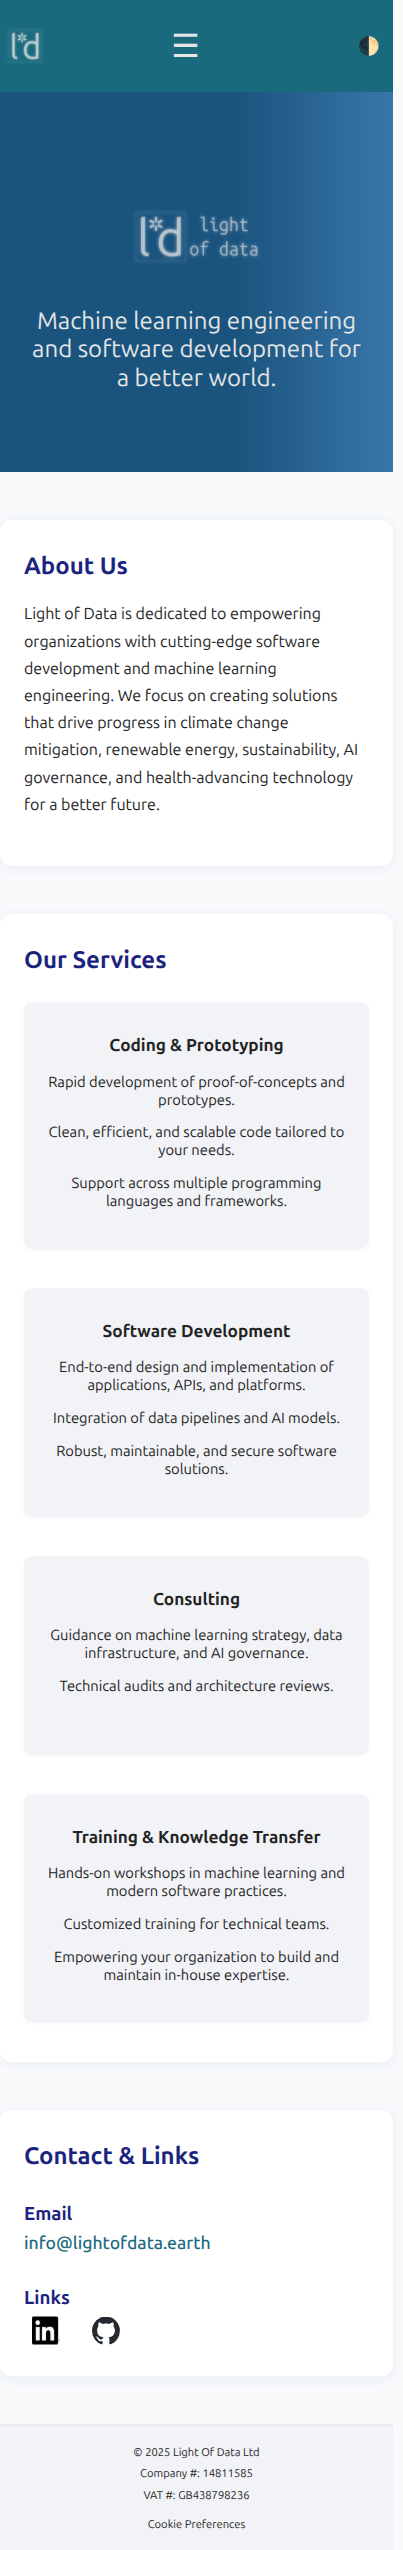 l*d
☰
l*d light
of data
Machine learning engineering
and software development for
a better world.
About Us
Light of Data is dedicated to empowering
organizations with cutting-edge software
development and machine learning
engineering. We focus on creating solutions
that drive progress in climate change
mitigation, renewable energy, sustainability, AI
governance, and health-advancing technology
for a better future.
Our Services
Coding & Prototyping
Rapid development of proof-of-concepts and
prototypes.
Clean, efficient, and scalable code tailored to
your needs.
Support across multiple programming
languages and frameworks.
Software Development
End-to-end design and implementation of
applications, APIs, and platforms.
Integration of data pipelines and AI models.
Robust, maintainable, and secure software
solutions.
Consulting
Guidance on machine learning strategy, data
infrastructure, and AI governance.
Technical audits and architecture reviews.
Training & Knowledge Transfer
Hands-on workshops in machine learning and
modern software practices.
Customized training for technical teams.
Empowering your organization to build and
maintain in-house expertise.
Contact & Links
Email
info@lightofdata.earth
Links
in
© 2025 Light Of Data Ltd
Company #: 14811585
VAT #: GB438798236
Cookie Preferences